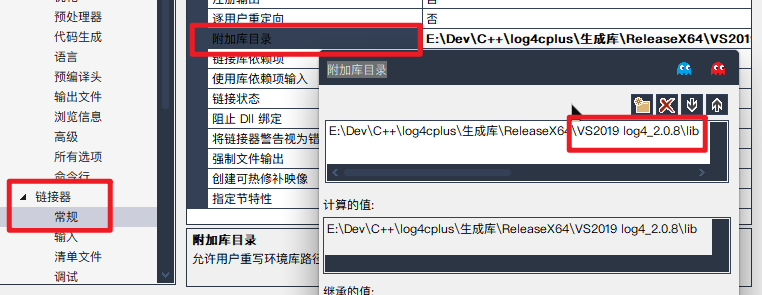 预处理器
代码生成
语言
预编译头
输出文件
浏览信息
高级
所有选项
命令行
链接器
常规
输入
清单文件
调试
注册输出 否
逐用户重定向 否
附加库目录 E:\Dev\C++\log4cplus\生成库\ReleaseX64\VS2019
链接库依赖项
使用库依赖项输入
链接状态
阻止 Dll 绑定
将链接器警告视为错
强制文件输出
创建可热修补映像
指定节特性
附加库目录
允许用户重写环境库路径
附加库目录
E:\Dev\C++\log4cplus\生成库\ReleaseX64\VS2019 log4_2.0.8\lib
计算的值:
E:\Dev\C++\log4cplus\生成库\ReleaseX64\VS2019 log4_2.0.8\lib
继承的值: